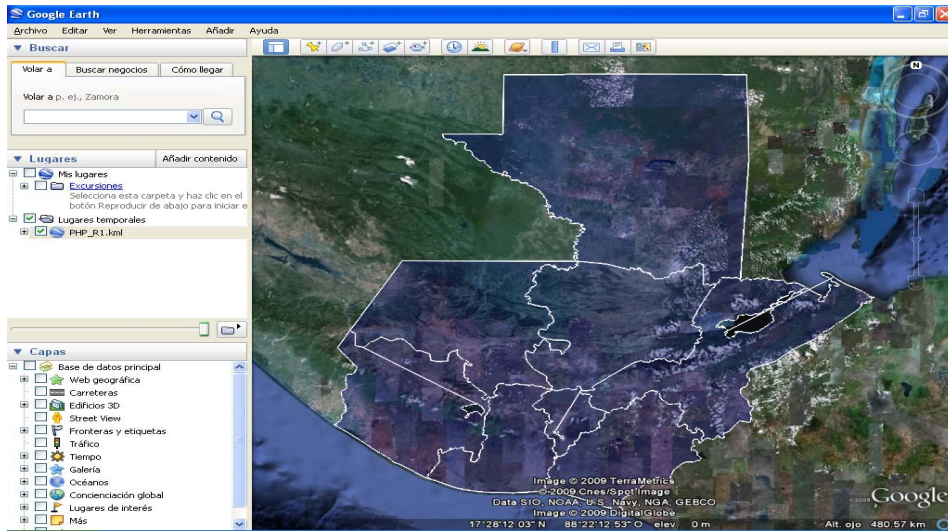 Google Earth
Archivo Editar Ver Herramientas Añadir Ayuda
Buscar
Volar a Buscar negocios Cómo llegar
Volar a p. ej., Zamora
Lugares Añadir contenido
Mis lugares
Excursiones
Selecciona esta carpeta y haz clic en el
botón Reproducir de abajo para iniciar e
Lugares temporales
PHP_R1.kml
Capas
Base de datos principal
Web geográfica
Carreteras
Edificios 3D
Street View
Fronteras y etiquetas
Tráfico
Tiempo
Galería
Océanos
Concienciación global
Lugares de interés
Más
N
Image © 2009 TerraMetrics
© 2009 Cnes/Spot Image
Data SIO, NOAA, U.S. Navy, NGA, GEBCO
Image © 2009 DigitalGlobe
©2009 Google
17°28'12.03" N 88°22'12.53" O elev. 0 m Alt. ojo 480.57 km